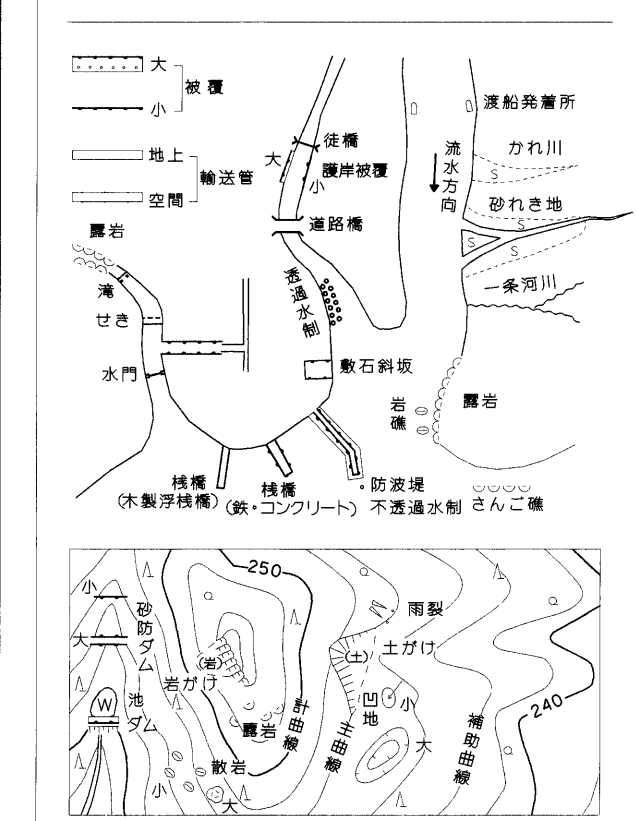 大
被覆
小
地上
輸送管
空間
露岩
滝
せき
水門
徒橋
大
護岸被覆
小
道路橋
透過水制
敷石斜坂
渡船発着所
流水方向
かれ川
S
砂れき地
S
S
S
一条河川
岩礁
露岩
桟橋
(木製浮桟橋)
桟橋
(鉄・コンクリート)
防波堤
不透過水制
さんご礁
小
砂防ダム
大
W
池
ダム
250
(岩)
岩がけ
露岩
計曲線
散岩
小
大
雨裂
(土)
土がけ
主曲線
凹地
小
大
補助曲線
240